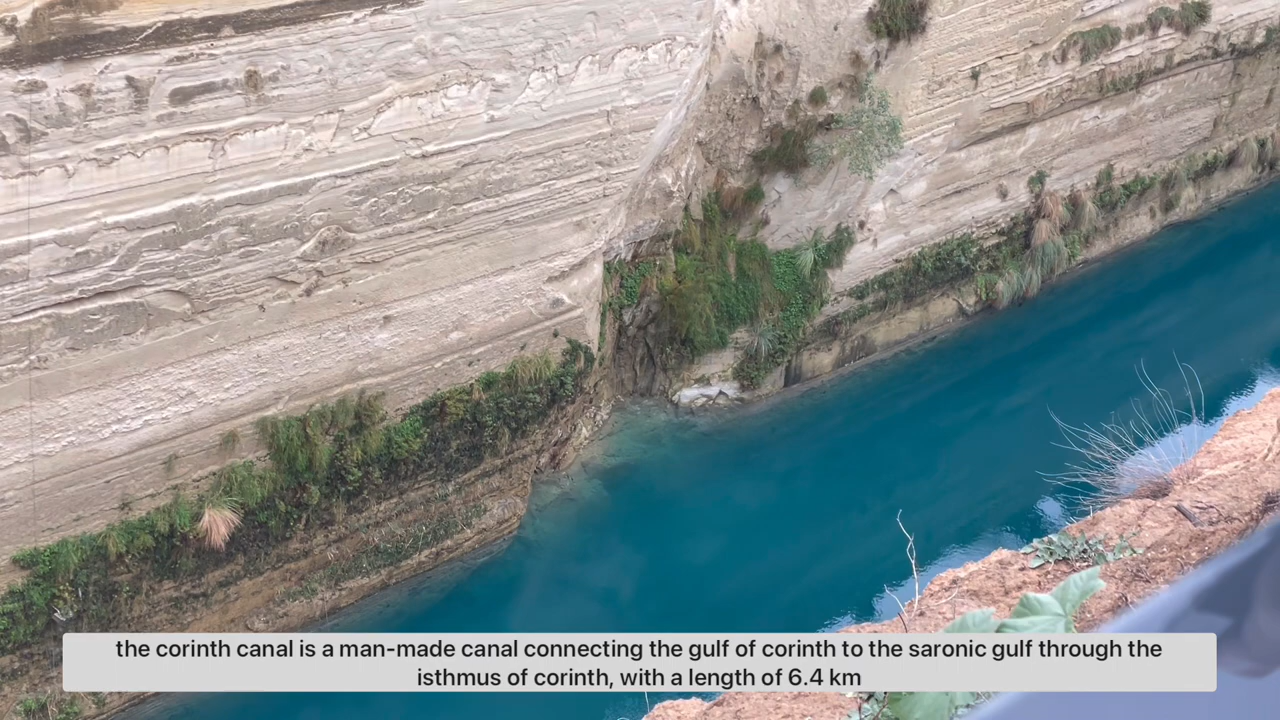 the corinth canal is a man-made canal connecting the gulf of corinth to the saronic gulf through the
isthmus of corinth, with a length of 6.4 km